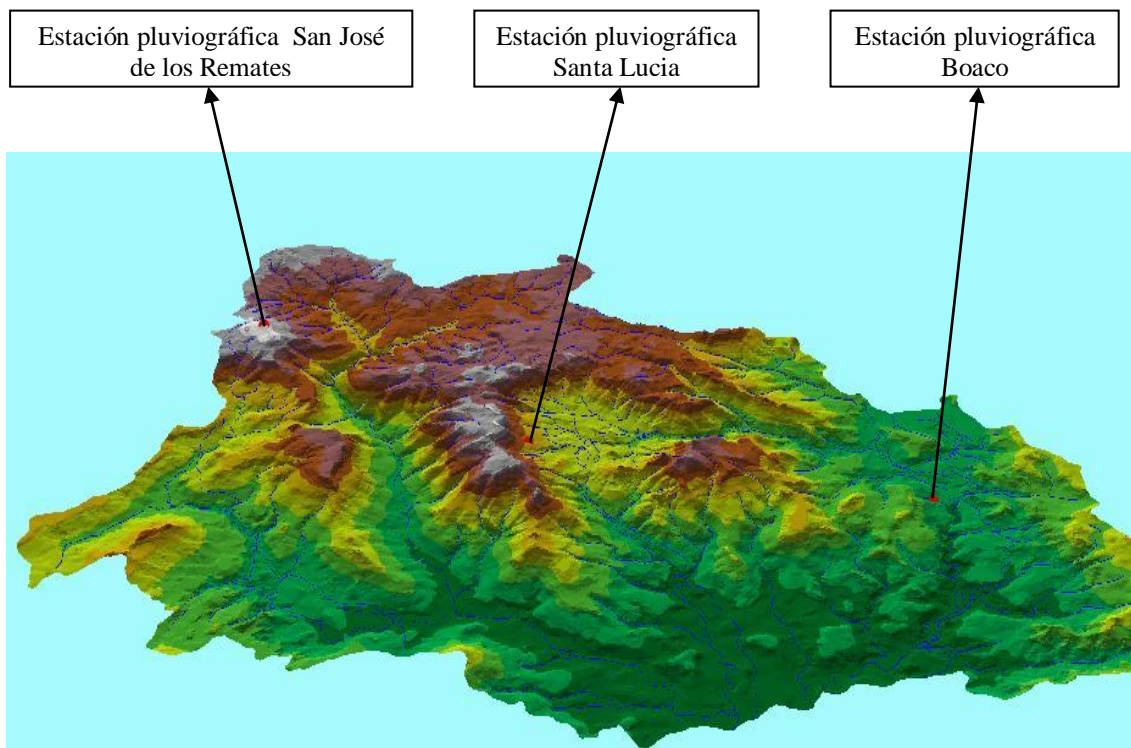 Estación pluviográfica San José
de los Remates
Estación pluviográfica
Santa Lucia
Estación pluviográfica
Boaco